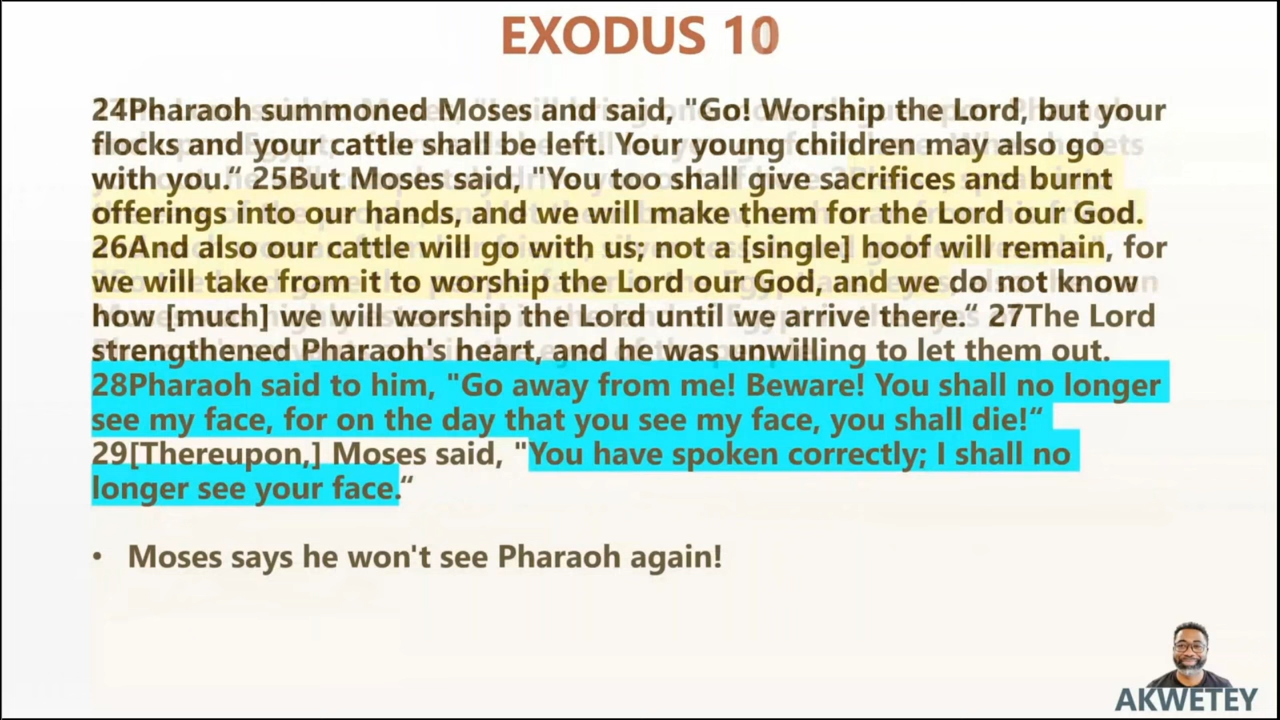 EXODUS 10
24Pharaoh summoned Moses and said, "Go! Worship the Lord, but your
flocks and your cattle shall be left. Your young children may also go
with you.“ 25But Moses said, "You too shall give sacrifices and burnt
offerings into our hands, and we will make them for the Lord our God.
26And also our cattle will go with us; not a [single] hoof will remain, for
we will take from it to worship the Lord our God, and we do not know
how [much] we will worship the Lord until we arrive there.“ 27The Lord
strengthened Pharaoh's heart, and he was unwilling to let them out.
28Pharaoh said to him, "Go away from me! Beware! You shall no longer
see my face, for on the day that you see my face, you shall die!“
29[Thereupon,] Moses said, "You have spoken correctly; I shall no
longer see your face.“
• Moses says he won't see Pharaoh again!
AKWETEY